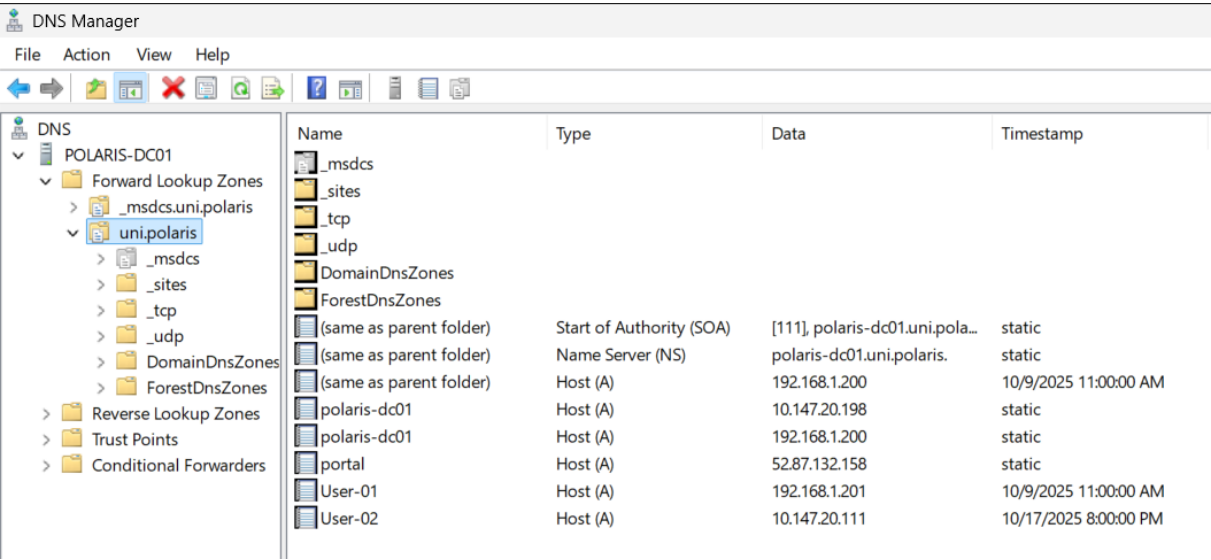 DNS Manager
File Action View Help
DNS
POLARIS-DC01
Forward Lookup Zones
_msdcs.uni.polaris
uni.polaris
_msdcs
_sites
_tcp
_udp
DomainDnsZones
ForestDnsZones
Reverse Lookup Zones
Trust Points
Conditional Forwarders
Name Type Data Timestamp
_msdcs
_sites
_tcp
_udp
DomainDnsZones
ForestDnsZones
(same as parent folder) Start of Authority (SOA) [111], polaris-dc01.uni.pola... static
(same as parent folder) Name Server (NS) polaris-dc01.uni.polaris. static
(same as parent folder) Host (A) 192.168.1.200 10/9/2025 11:00:00 AM
polaris-dc01 Host (A) 10.147.20.198 static
polaris-dc01 Host (A) 192.168.1.200 static
portal Host (A) 52.87.132.158 static
User-01 Host (A) 192.168.1.201 10/9/2025 11:00:00 AM
User-02 Host (A) 10.147.20.111 10/17/2025 8:00:00 PM